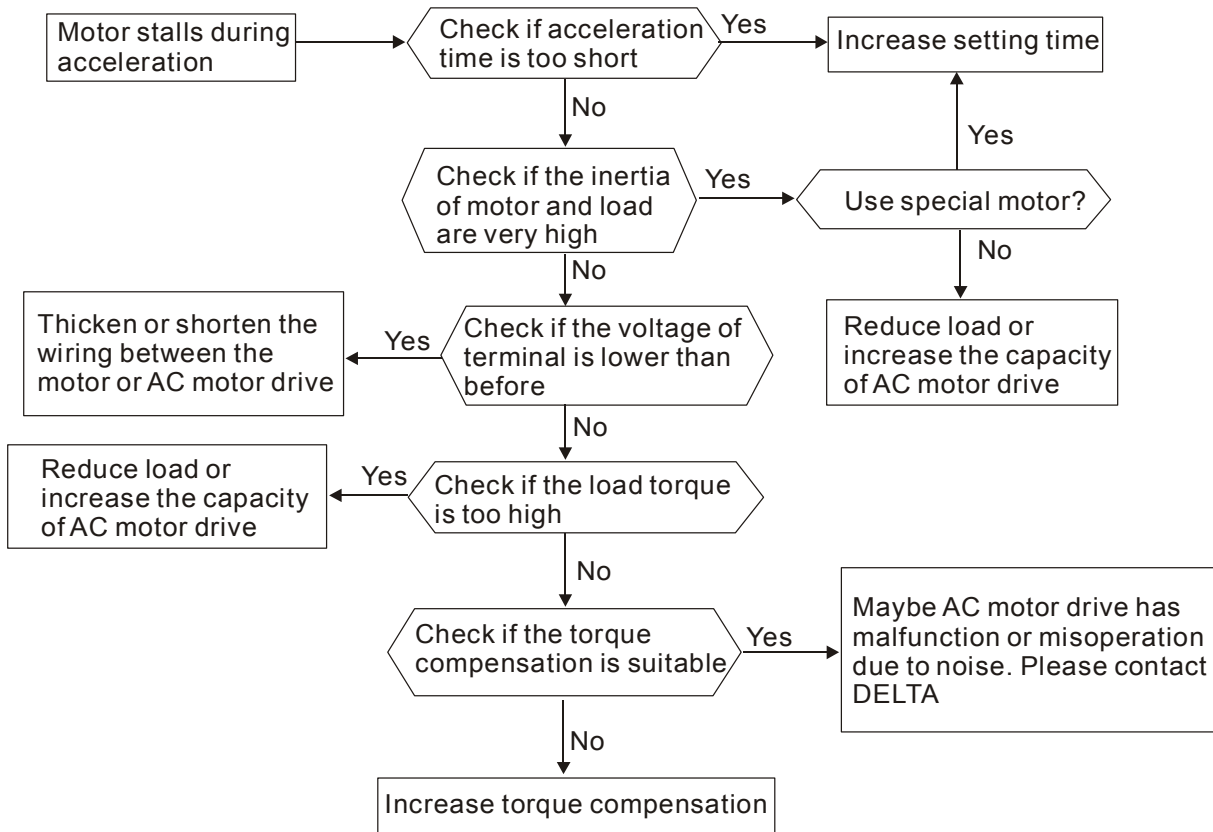 Motor stalls during
acceleration
Check if acceleration
time is too short
Yes
Increase setting time
No
Yes
Check if the inertia
of motor and load
are very high
Yes
Use special motor?
No
No
Thicken or shorten the
wiring between the
motor or AC motor drive
Yes
Check if the voltage of
terminal is lower than
before
Reduce load or
increase the capacity
of AC motor drive
No
Reduce load or
increase the capacity
of AC motor drive
Yes
Check if the load torque
is too high
No
Check if the torque
compensation is suitable
Yes
Maybe AC motor drive has
malfunction or misoperation
due to noise. Please contact
DELTA
No
Increase torque compensation